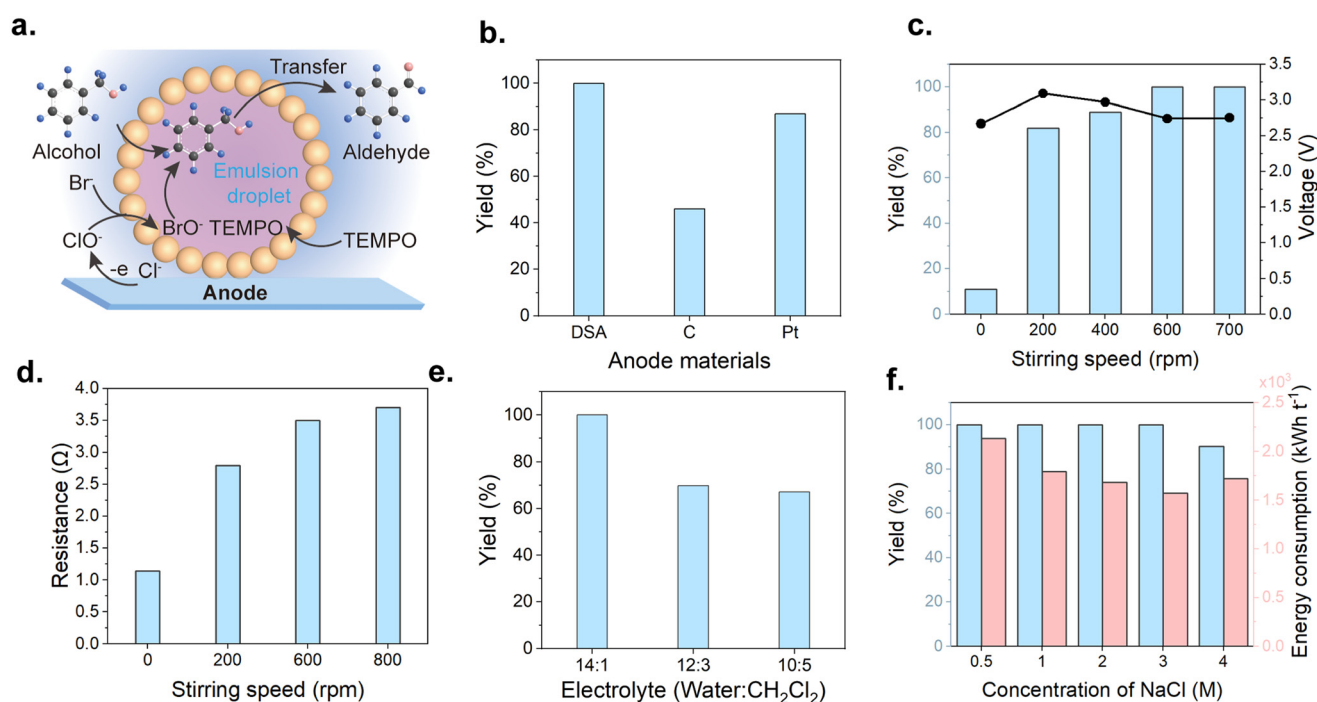 a.
Transfer
Alcohol
Aldehyde
Emulsion
droplet
Br-
BrO- TEMPO
TEMPO
ClO-
-e Cl-
Anode
b.
Yield (%)
100
80
60
40
20
0
DSA C Pt
Anode materials
c.
Yield (%)
100
80
60
40
20
10
0
3.5
3.0
2.5
2.0
1.5
1.0
0.5
0.0
Voltage (V)
0 200 400 600 700
Stirring speed (rpm)
d.
Resistance (Ω)
4.0
3.5
3.0
2.5
2.0
1.5
1.0
0.5
0.0
0 200 600 800
Stirring speed (rpm)
e.
Yield (%)
100
80
60
40
20
0
14:1 12:3 10:5
Electrolyte (Water:CH2Cl2)
f.
Yield (%)
100
80
70
60
40
20
0
x10³
2.5
2.0
1.5
1.0
0.5
0.0
Energy consumption (kWh t-1)
0.5 1 2 3 4
Concentration of NaCl (M)